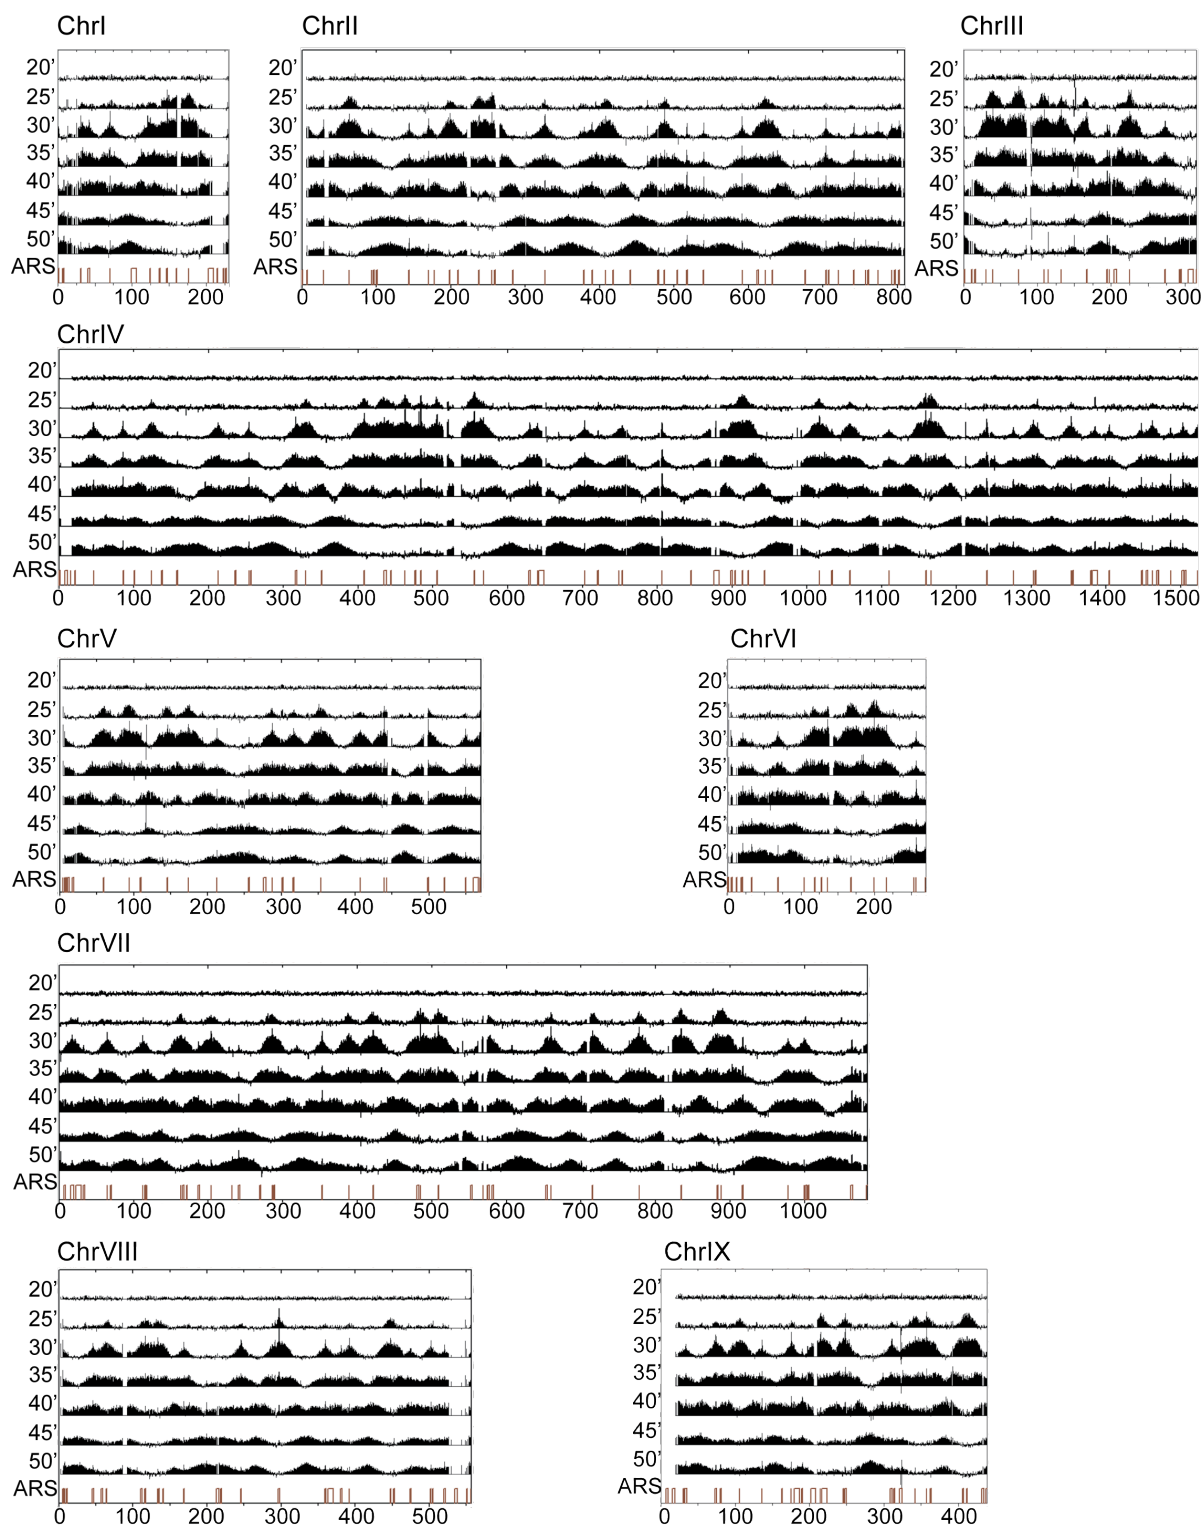 ChrI ChrII ChrIII
20' 20' 20'
25' 25' 25'
30' 30' 30'
35' 35' 35'
40' 40' 40'
45' 45' 45'
50' 50' 50'
ARS ARS ARS
0 100 200 0 100 200 300 400 500 600 700 800 0 100 200 300
ChrIV
20'
25'
30'
35'
40'
45'
50'
ARS
0 100 200 300 400 500 600 700 800 900 1000 1100 1200 1300 1400 1500
ChrV ChrVI
20' 20'
25' 25'
30' 30'
35' 35'
40' 40'
45' 45'
50' 50'
ARS ARS
0 100 200 300 400 500 0 100 200
ChrVII
20'
25'
30'
35'
40'
45'
50'
ARS
0 100 200 300 400 500 600 700 800 900 1000
ChrVIII ChrIX
20' 20'
25' 25'
30' 30'
35' 35'
40' 40'
45' 45'
50' 50'
ARS ARS
0 100 200 300 400 500 0 100 200 300 400